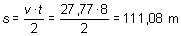 s = v·t/2 = 27,77·8/2 = 111,08 m